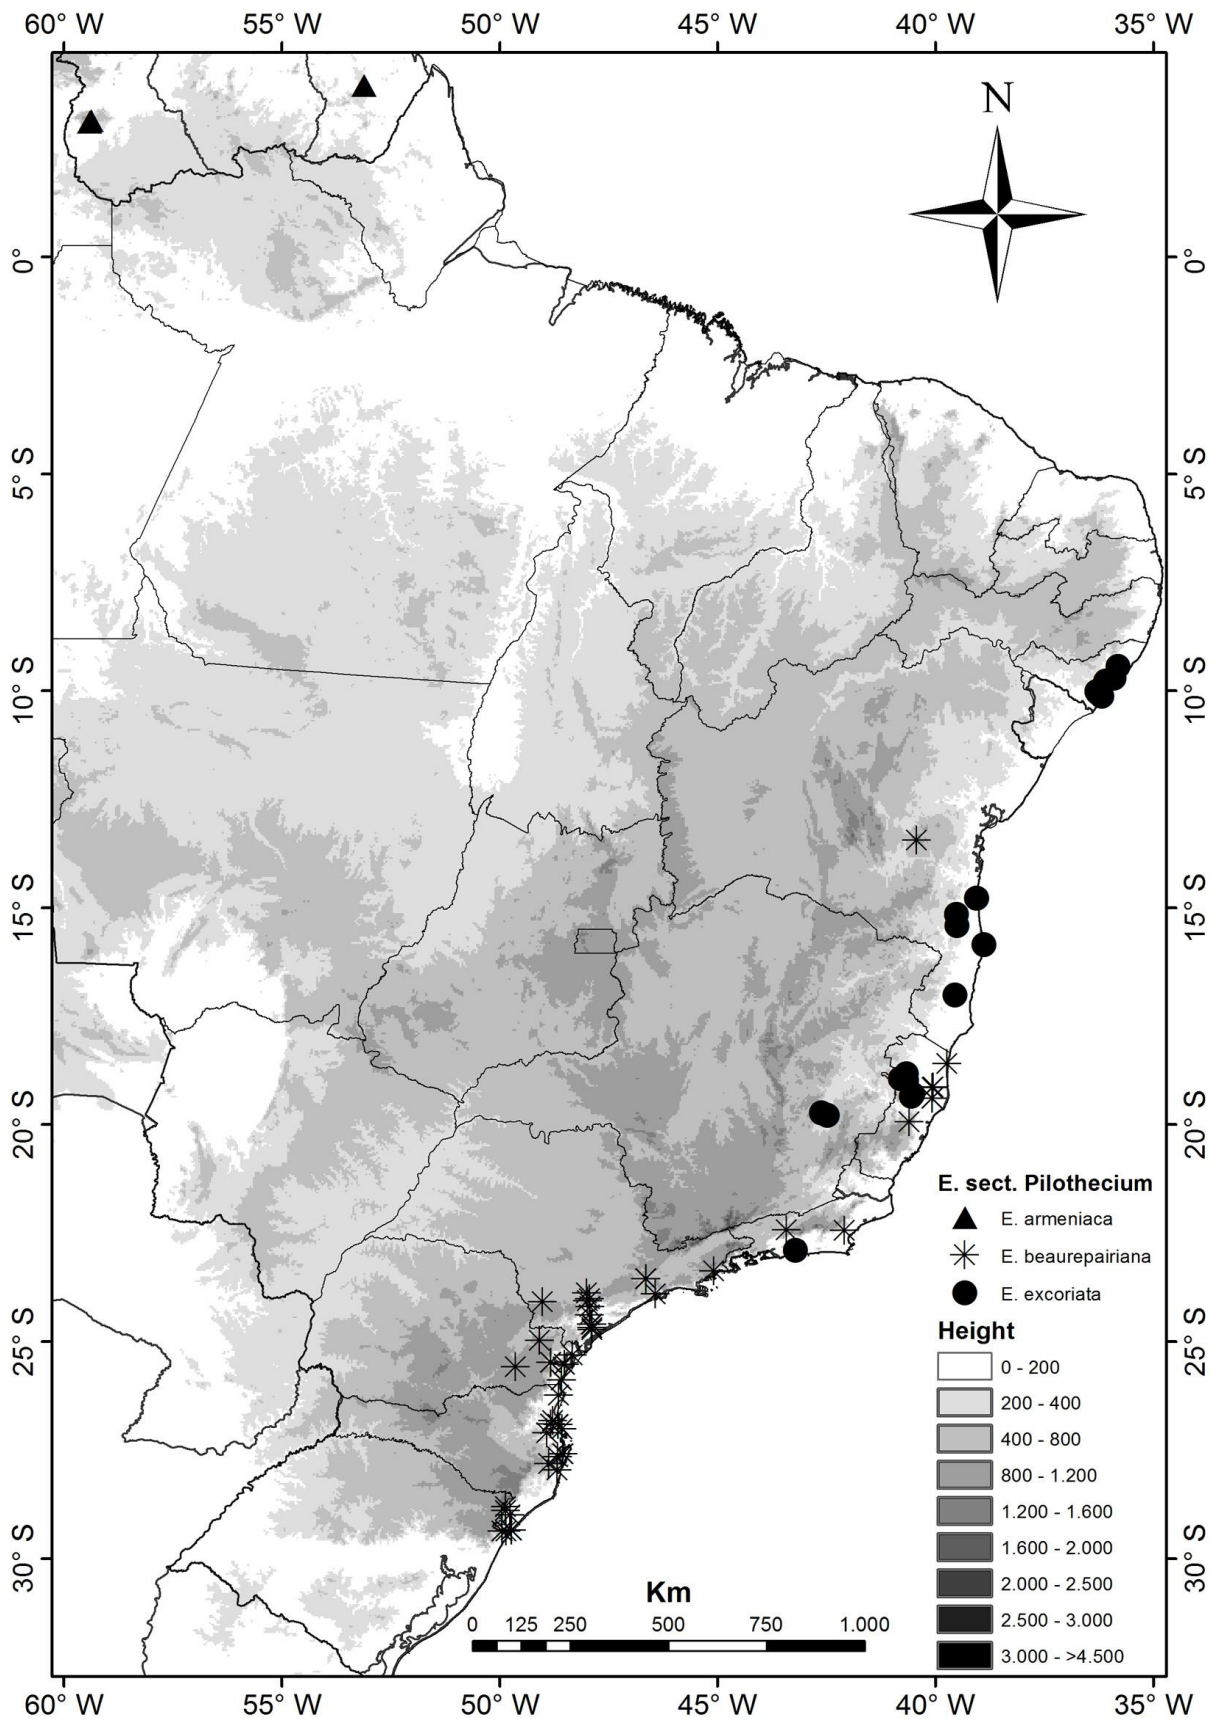 60° W 55° W 50° W 45° W 40° W 35° W
N
0° 0°
5° S 5° S
10° S 10° S
15° S 15° S
20° S 20° S
E. sect. Pilothecium
E. armeniaca
E. beaurepairiana
E. excoriata
25° S 25° S
Height
0 - 200
200 - 400
400 - 800
800 - 1.200
1.200 - 1.600
1.600 - 2.000
2.000 - 2.500
2.500 - 3.000
3.000 - >4.500
30° S 30° S
Km
0 125 250 500 750 1.000
60° W 55° W 50° W 45° W 40° W 35° W